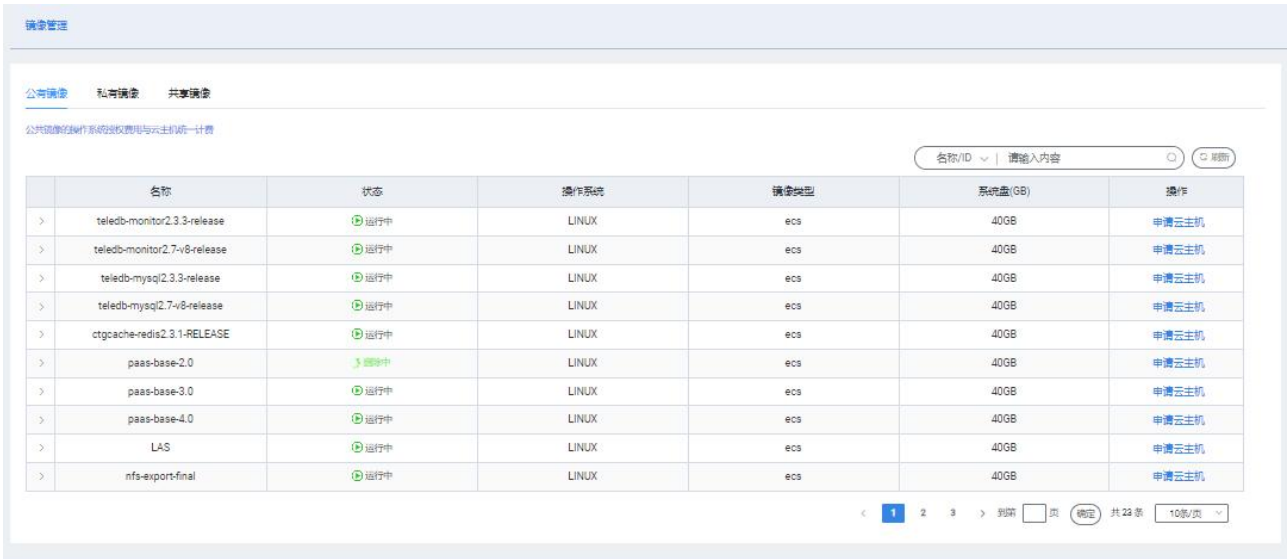 镜像管理
公有镜像 私有镜像 共享镜像
公共镜像的操作系统授权费用与云主机统一计费
名称/ID | 请输入内容 刷新
名称 状态 操作系统 镜像类型 系统盘(GB) 操作
teledb-monitor2.3.3-release 运行中 LINUX ecs 40GB 申请云主机
teledb-monitor2.7-v8-release 运行中 LINUX ecs 40GB 申请云主机
teledb-mysql2.3.3-release 运行中 LINUX ecs 40GB 申请云主机
teledb-mysql2.7-v8-release 运行中 LINUX ecs 40GB 申请云主机
ctgcache-redis2.3.1-RELEASE 运行中 LINUX ecs 40GB 申请云主机
paas-base-2.0 删除中 LINUX ecs 40GB 申请云主机
paas-base-3.0 运行中 LINUX ecs 40GB 申请云主机
paas-base-4.0 运行中 LINUX ecs 40GB 申请云主机
LAS 运行中 LINUX ecs 40GB 申请云主机
nfs-export-final 运行中 LINUX ecs 40GB 申请云主机
< 1 2 3 > 到第 页 确定 共 23 条 10条/页